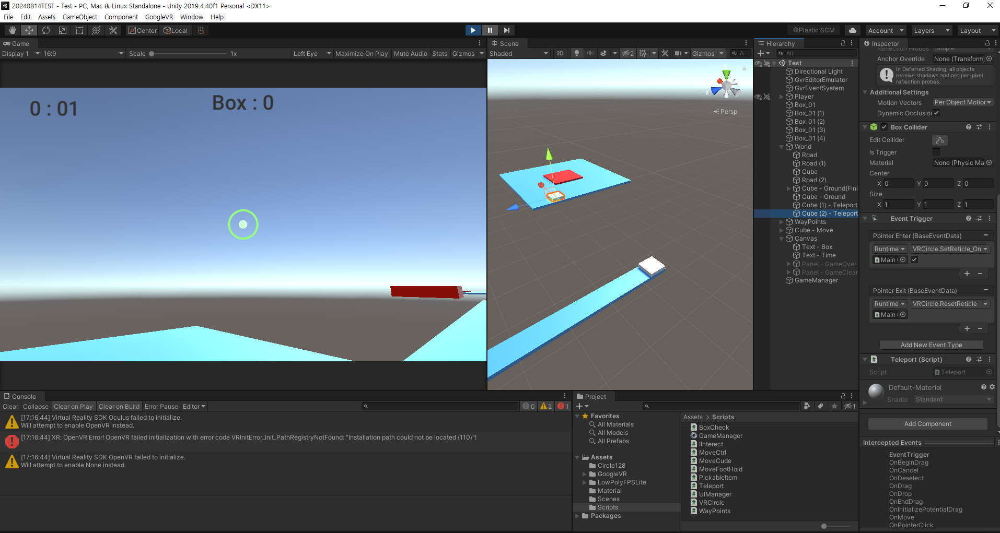 20240814TEST - Test - PC, Mac & Linux Standalone - Unity 2019.4.40f1 Personal <DX11>
File Edit Assets GameObject Component GoogleVR Window Help
Center Local Plastic SCM Account Layers Layout
Game
Display 1 16:9 Scale 1x Left Eye Maximize On Play Mute Audio Stats Gizmos
0 : 01
Box : 0
Scene
Shaded 2D 2 Gizmos A
y
z
Persp
Hierarchy
All
Test
Directional Light
GvrEditorEmulator
GvrEventSystem
Player
Box_01
Box_01 (1)
Box_01 (2)
Box_01 (3)
Box_01 (4)
World
Road
Road (1)
Cube
Road (2)
Cube - Ground(Fini
Cube - Ground
Cube (1) - Teleport
Cube (2) - Teleport
WayPoints
Cube - Move
Canvas
Text - Box
Text - Time
Panel - GameOver
Panel - GameClear
GameManager
Inspector
Reflection Probes Simple
Anchor Override None (Transform)
In Deferred Shading, all objects
receive shadows and get per-pixel
reflection probes.
Additional Settings
Motion Vectors Per Object Motior
Dynamic Occlusior
Box Collider
Edit Collider
Is Trigger
Material None (Physic Ma
Center
X 0 Y 0 Z 0
Size
X 1 Y 1 Z 1
Event Trigger
Pointer Enter (BaseEventData)
Runtime VRCircle.SetReticle_On
Main
Pointer Exit (BaseEventData)
Runtime VRCircle.ResetReticle
Main
Add New Event Type
Teleport (Script)
Script Teleport
Default-Material
Shader Standard
Add Component
Intercepted Events
EventTrigger
OnBeginDrag
OnCancel
OnDeselect
OnDrag
OnDrop
OnEndDrag
OnInitializePotentialDrag
OnMove
OnPointerClick
Console
Clear Collapse Clear on Play Clear on Build Error Pause Editor 0 2 1
[17:16:44] Virtual Reality SDK Oculus failed to initialize.
Will attempt to enable OpenVR instead.
[17:16:44] XR: OpenVR Error! OpenVR failed initialization with error code VRInitError_Init_PathRegistryNotFound: "Installation path could not be located (110)"!
[17:16:44] Virtual Reality SDK OpenVR failed to initialize.
Will attempt to enable None instead.
Project
1
Favorites
All Materials
All Models
All Prefabs
Assets
Circle128
GoogleVR
LowPolyFPSLite
Material
Scenes
Scripts
Packages
Assets > Scripts
BoxCheck
GameManager
IInterect
MoveCtrl
MoveCude
MoveFootHold
PickableItem
Teleport
UIManager
VRCircle
WayPoints